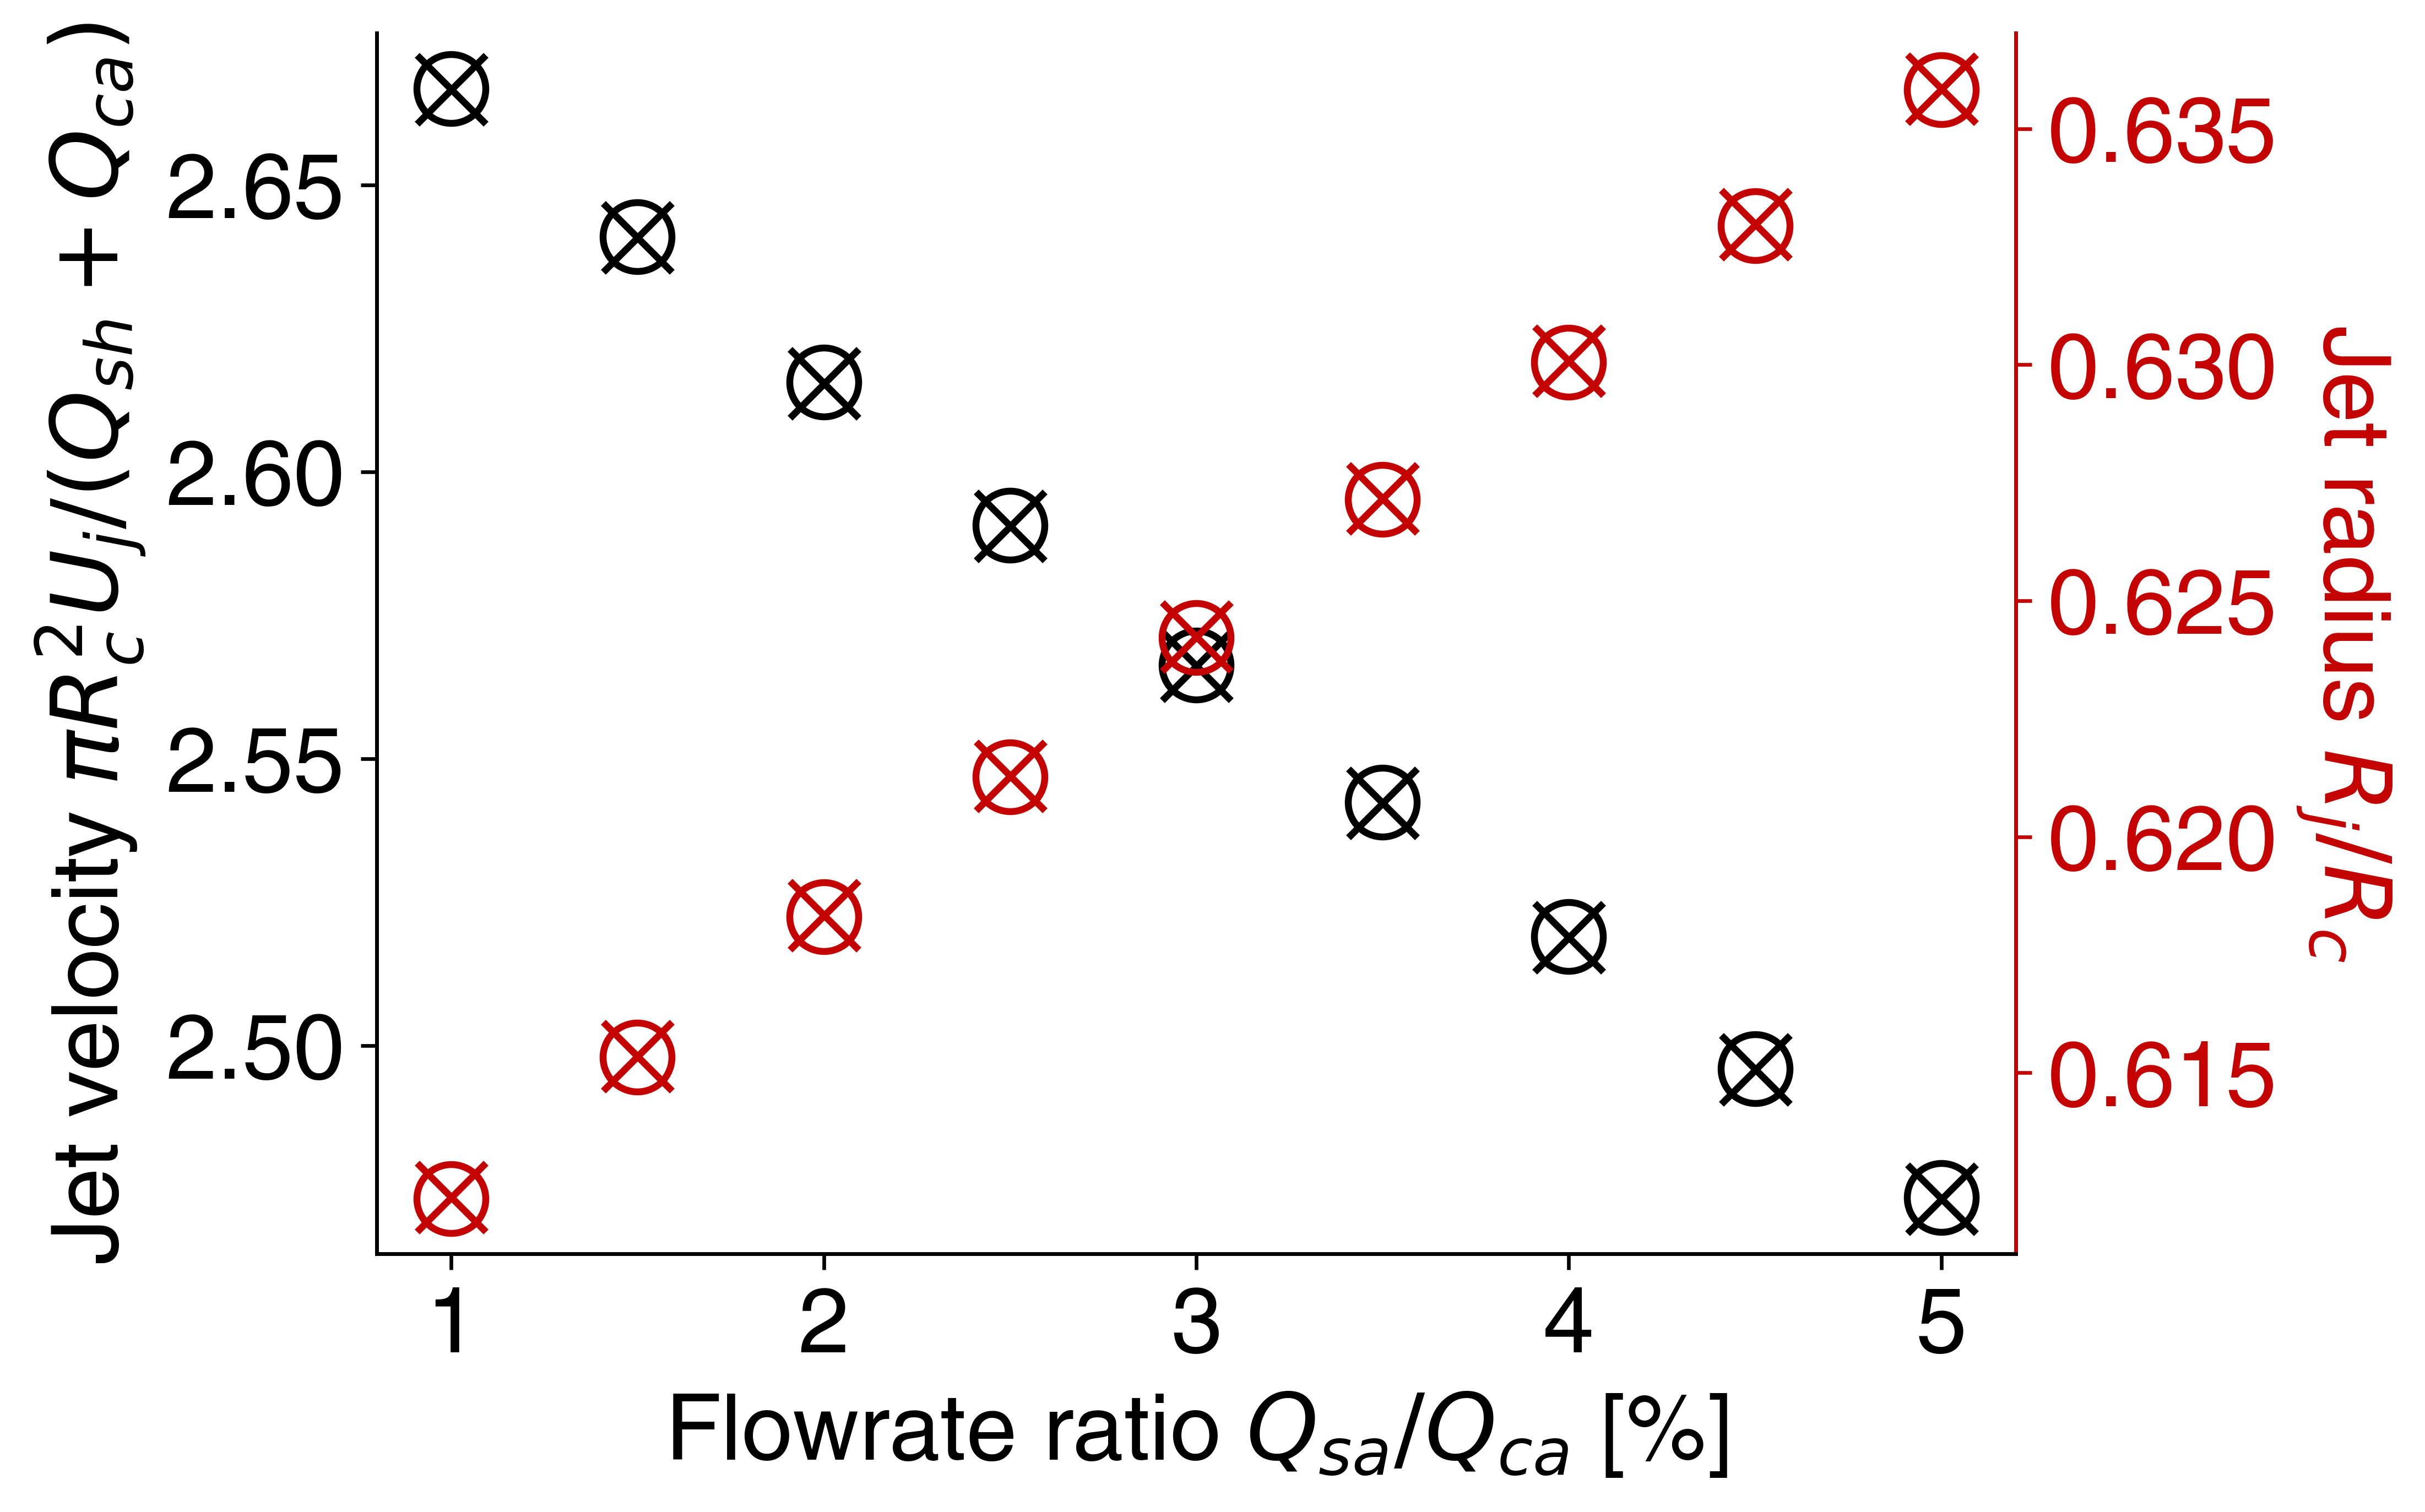 Jet velocity πR_c^2U_j/(Q_sh + Q_ca)
2.65
2.60
2.55
2.50
1 2 3 4 5
Flowrate ratio Q_sa/Q_ca [%]
0.635
0.630
0.625
0.620
0.615
Jet radius R_j/R_c